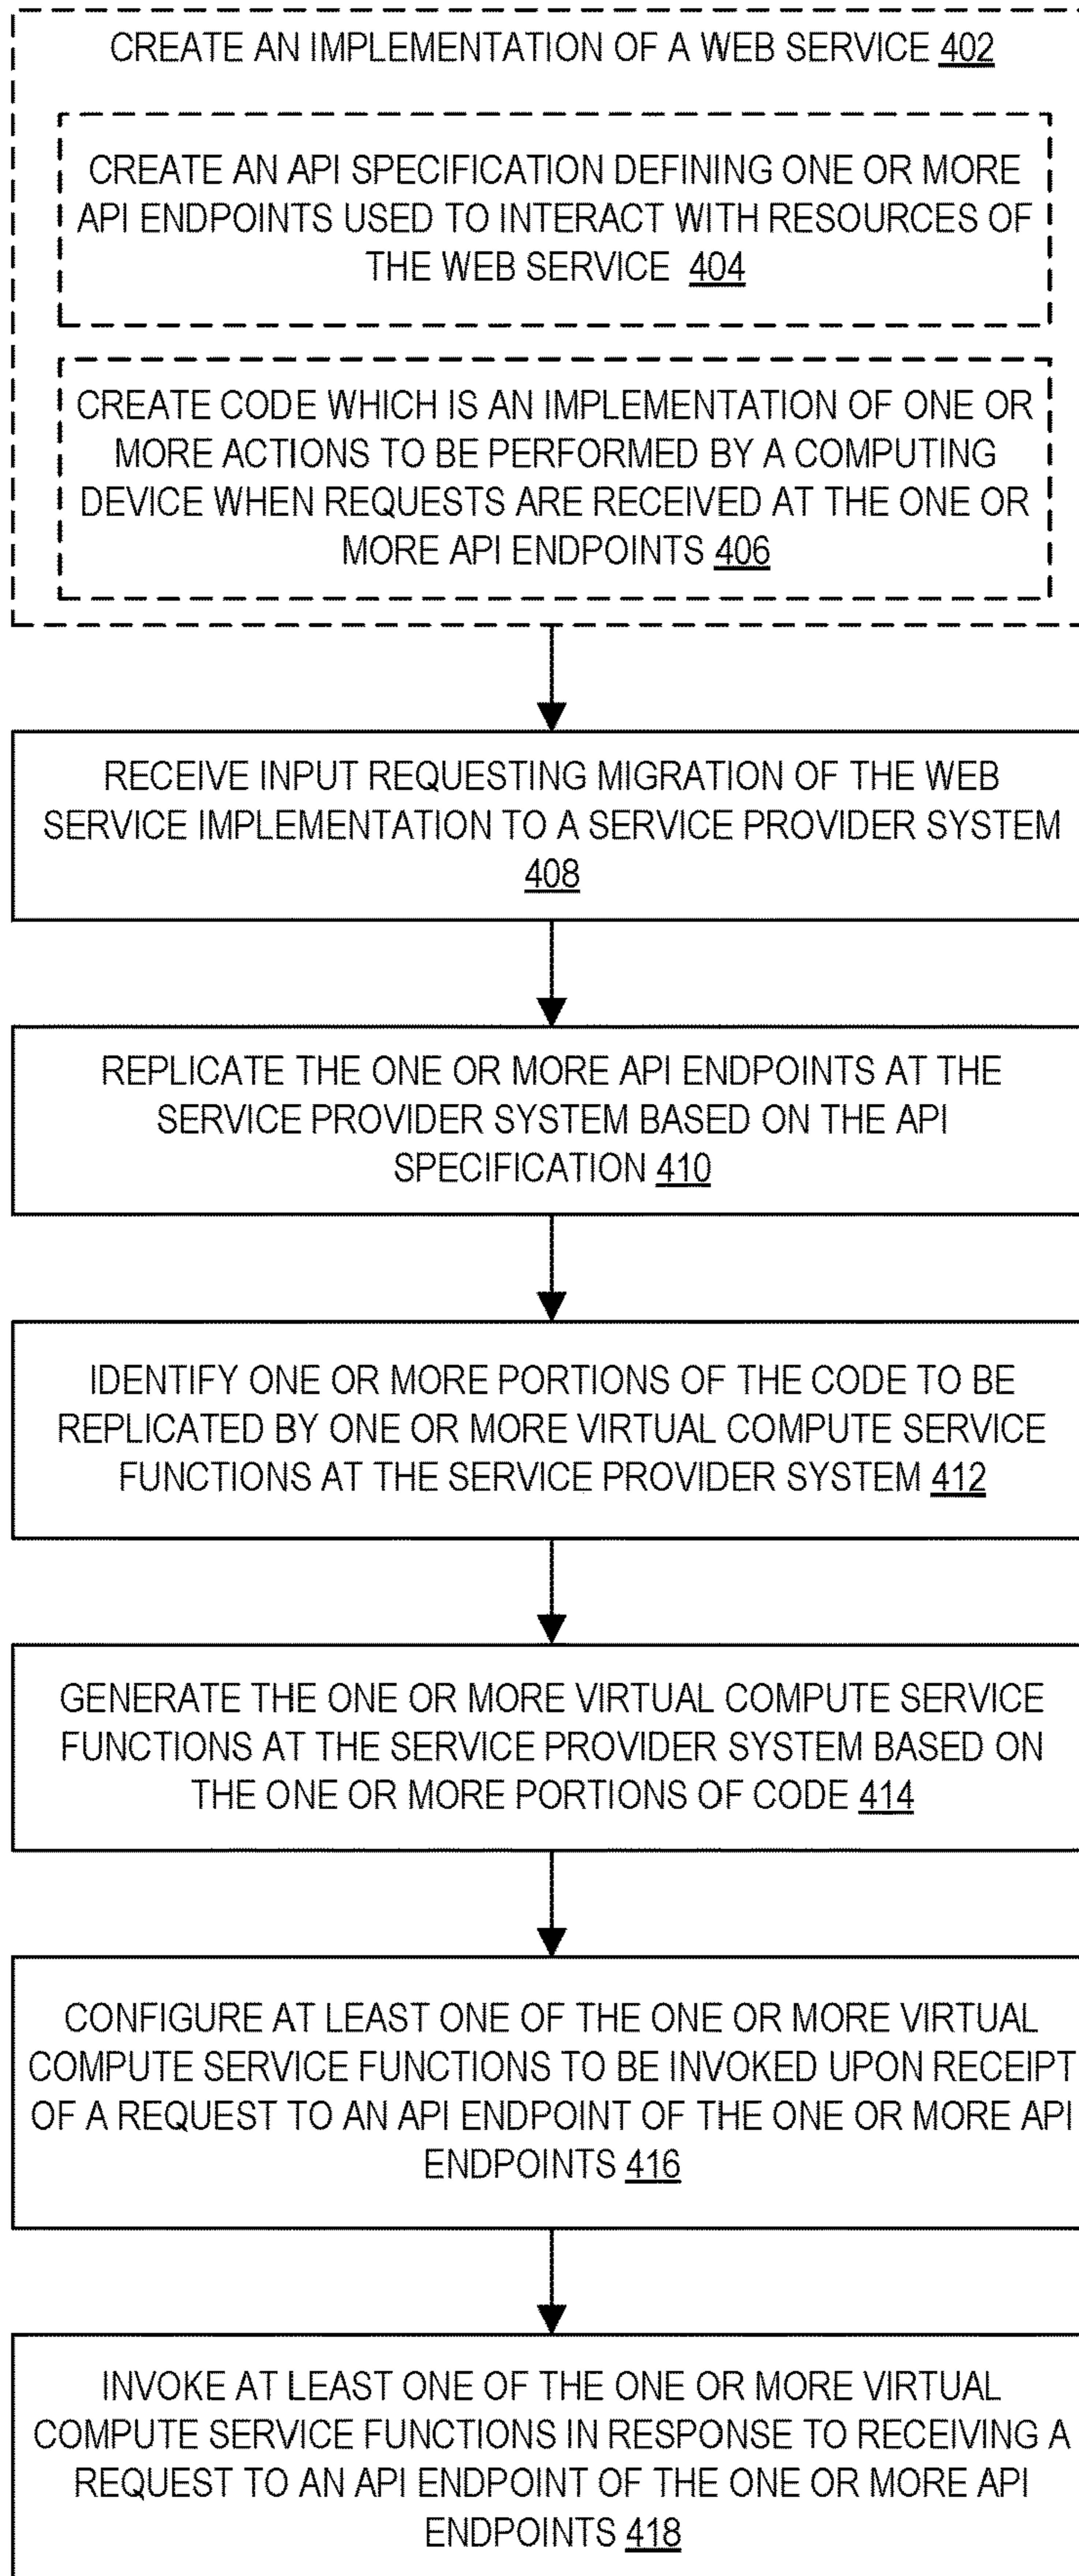 CREATE AN IMPLEMENTATION OF A WEB SERVICE 402
CREATE AN API SPECIFICATION DEFINING ONE OR MORE
API ENDPOINTS USED TO INTERACT WITH RESOURCES OF
THE WEB SERVICE 404
CREATE CODE WHICH IS AN IMPLEMENTATION OF ONE OR
MORE ACTIONS TO BE PERFORMED BY A COMPUTING
DEVICE WHEN REQUESTS ARE RECEIVED AT THE ONE OR
MORE API ENDPOINTS 406
RECEIVE INPUT REQUESTING MIGRATION OF THE WEB
SERVICE IMPLEMENTATION TO A SERVICE PROVIDER SYSTEM
408
REPLICATE THE ONE OR MORE API ENDPOINTS AT THE
SERVICE PROVIDER SYSTEM BASED ON THE API
SPECIFICATION 410
IDENTIFY ONE OR MORE PORTIONS OF THE CODE TO BE
REPLICATED BY ONE OR MORE VIRTUAL COMPUTE SERVICE
FUNCTIONS AT THE SERVICE PROVIDER SYSTEM 412
GENERATE THE ONE OR MORE VIRTUAL COMPUTE SERVICE
FUNCTIONS AT THE SERVICE PROVIDER SYSTEM BASED ON
THE ONE OR MORE PORTIONS OF CODE 414
CONFIGURE AT LEAST ONE OF THE ONE OR MORE VIRTUAL
COMPUTE SERVICE FUNCTIONS TO BE INVOKED UPON RECEIPT
OF A REQUEST TO AN API ENDPOINT OF THE ONE OR MORE API
ENDPOINTS 416
INVOKE AT LEAST ONE OF THE ONE OR MORE VIRTUAL
COMPUTE SERVICE FUNCTIONS IN RESPONSE TO RECEIVING A
REQUEST TO AN API ENDPOINT OF THE ONE OR MORE API
ENDPOINTS 418